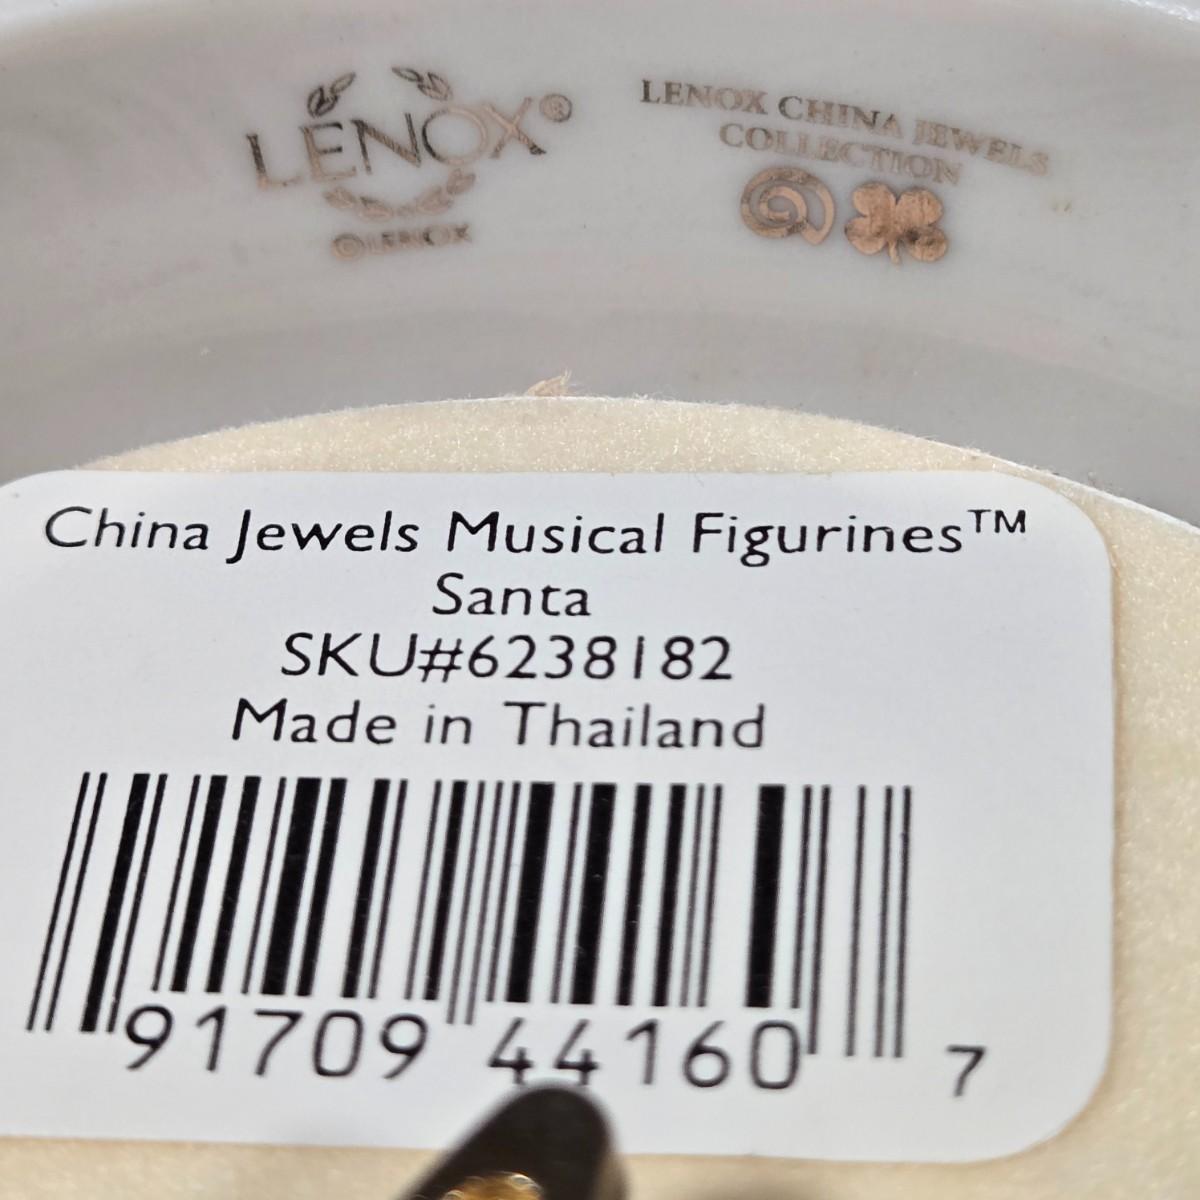 LENOX®
©LENOX
LENOX CHINA JEWELS
COLLECTION
China Jewels Musical Figurines™
Santa
SKU#6238182
Made in Thailand
91709 44160 7